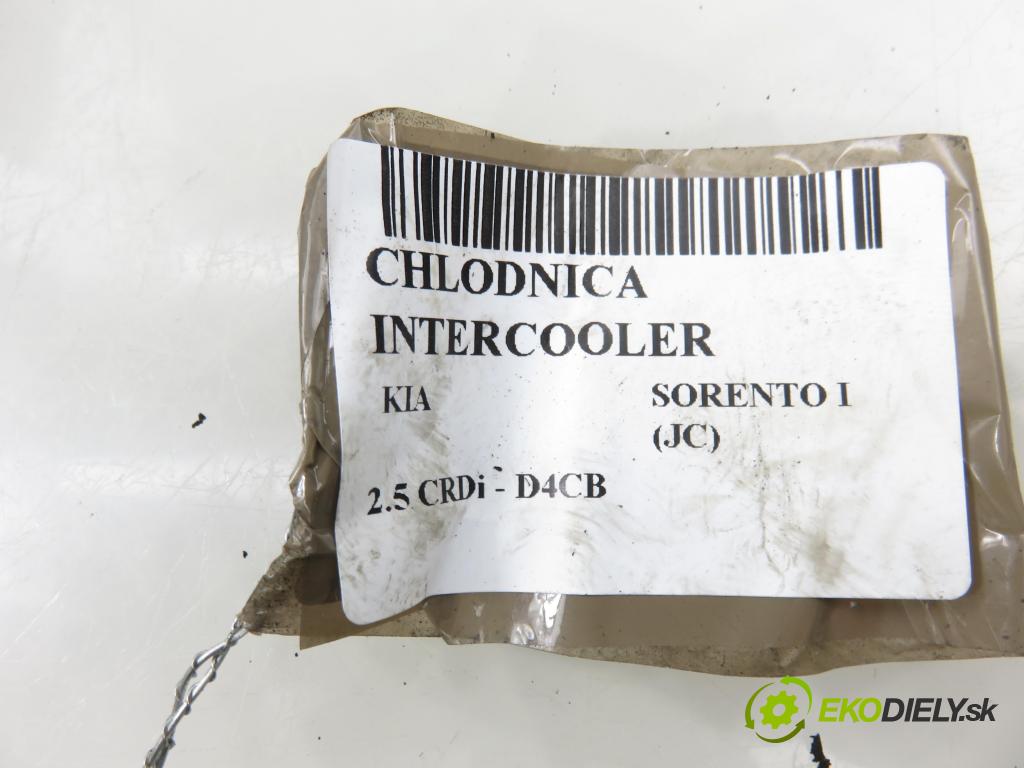 CHLODNICA
INTERCOOLER
KIA SORENTO I
(JC)
2.5 CRDi - D4CB
EKODIELY.sk